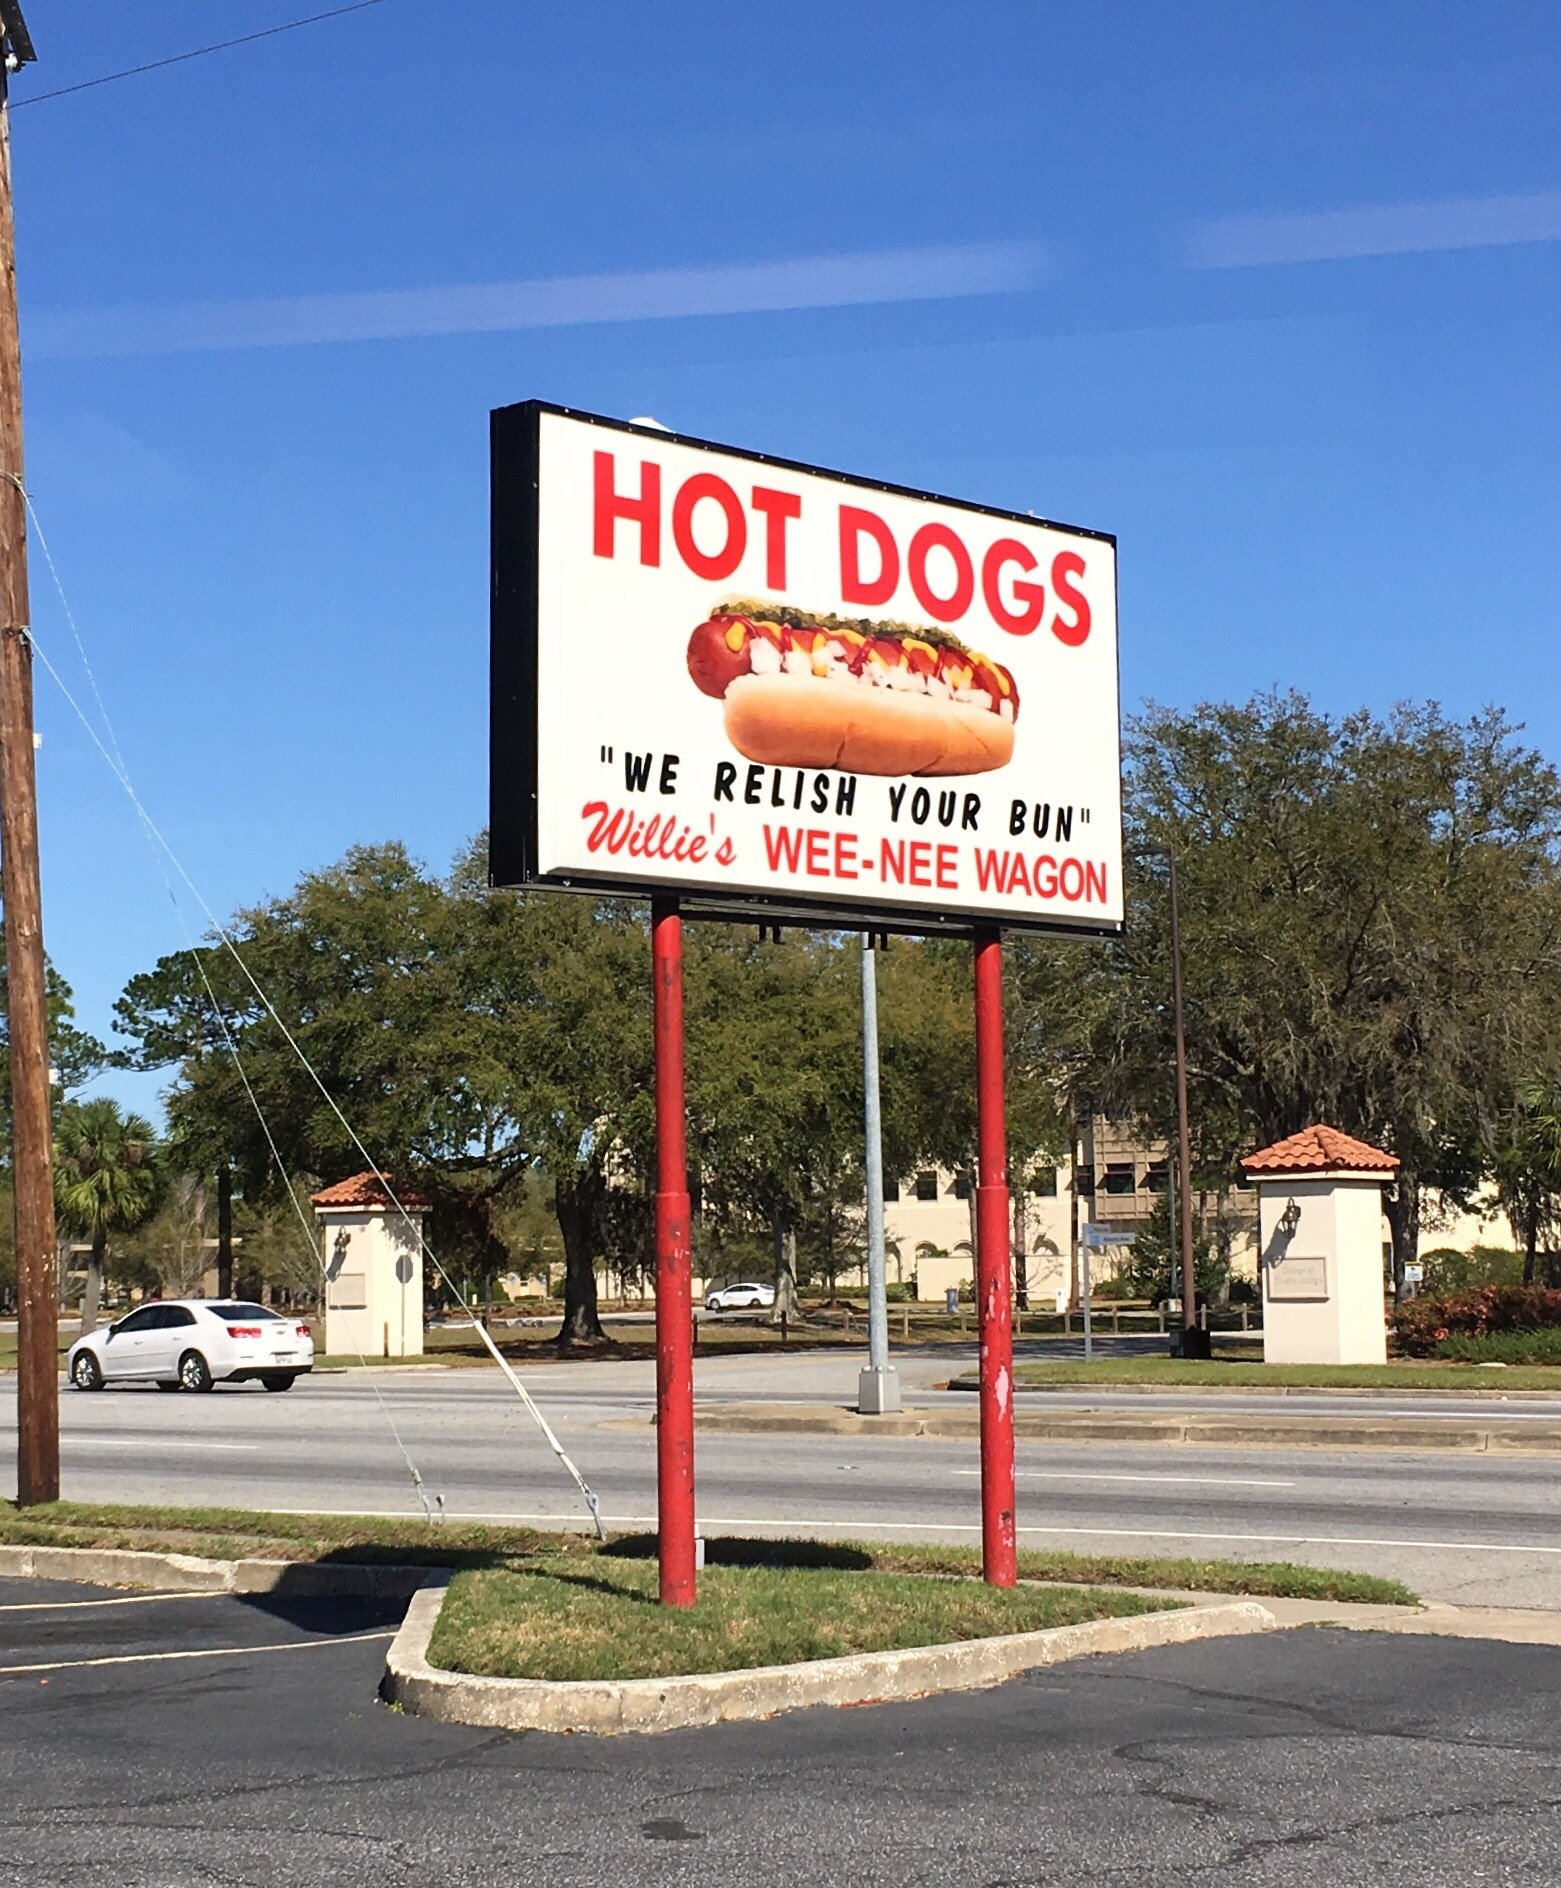 HOT DOGS
"WE RELISH YOUR BUN"
Willie's WEE-NEE WAGON